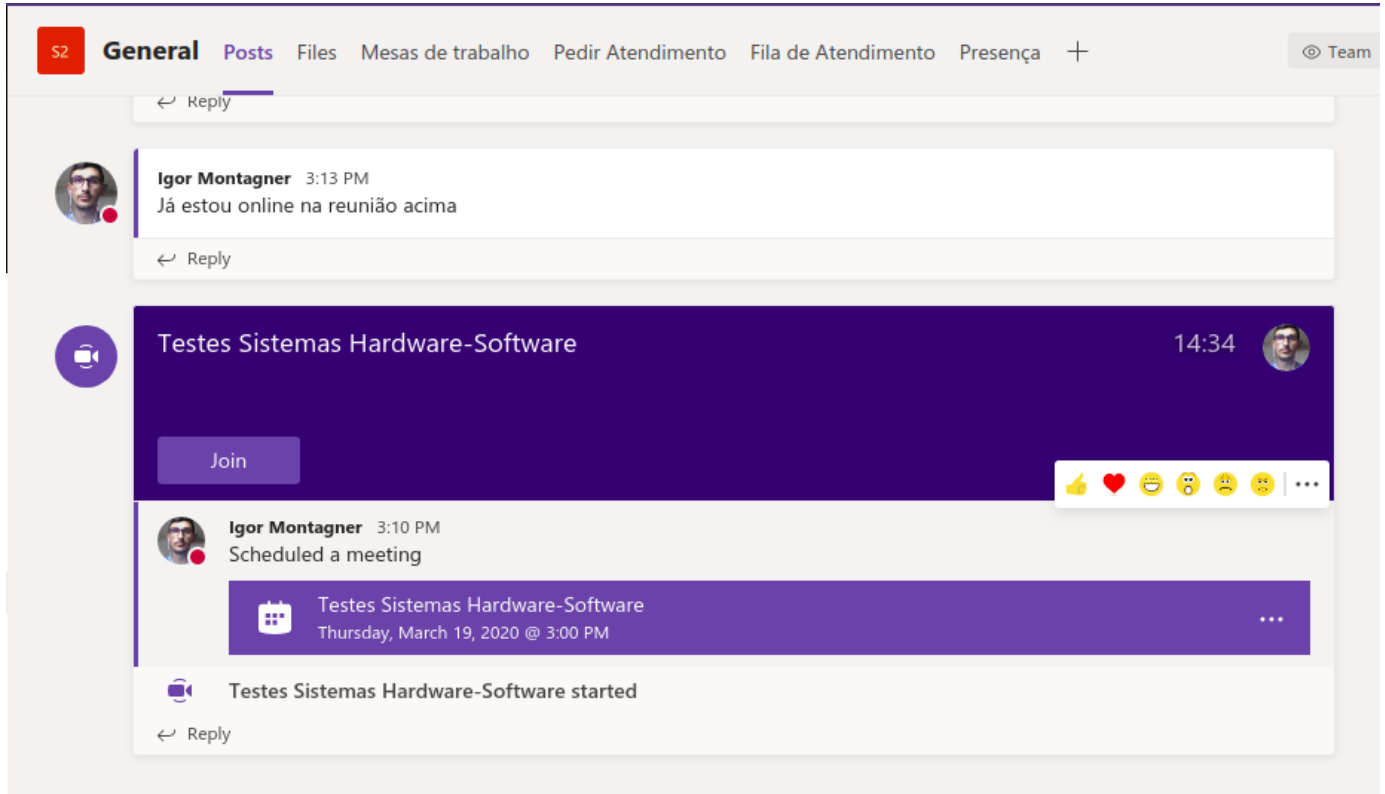 S2 General Posts Files Mesas de trabalho Pedir Atendimento Fila de Atendimento Presença Team
Reply
Igor Montagner 3:13 PM
Já estou online na reunião acima
Reply
Testes Sistemas Hardware-Software 14:34
Join
Igor Montagner 3:10 PM
Scheduled a meeting
Testes Sistemas Hardware-Software
Thursday, March 19, 2020 @ 3:00 PM
Testes Sistemas Hardware-Software started
Reply